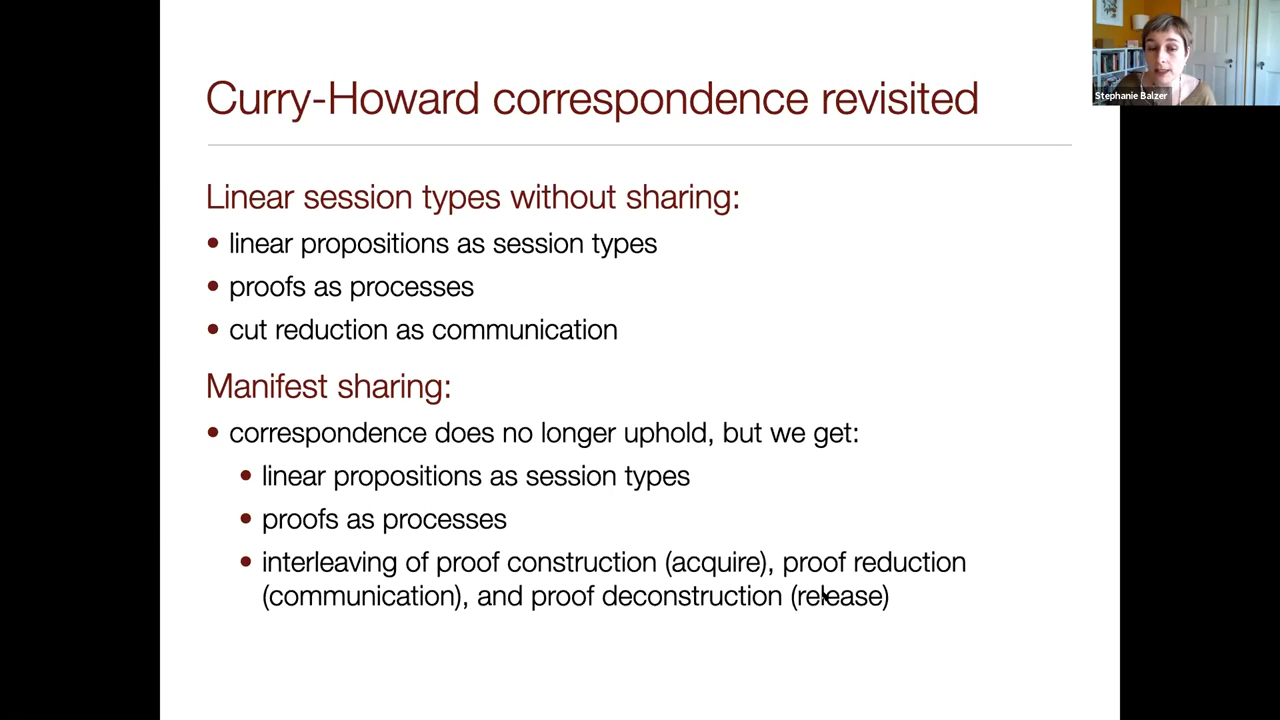 Curry-Howard correspondence revisited
Stephanie Balzer
Linear session types without sharing:
• linear propositions as session types
• proofs as processes
• cut reduction as communication
Manifest sharing:
• correspondence does no longer uphold, but we get:
• linear propositions as session types
• proofs as processes
• interleaving of proof construction (acquire), proof reduction
(communication), and proof deconstruction (release)